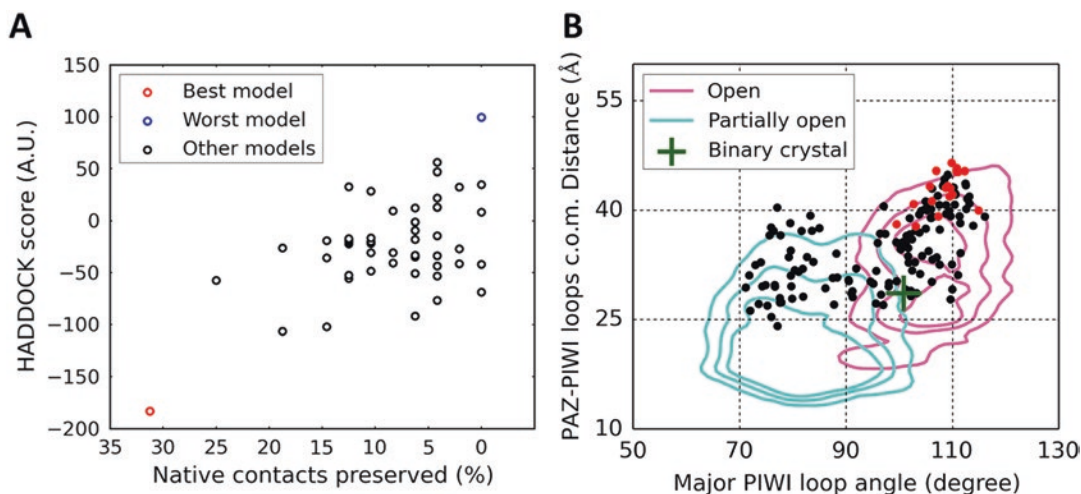 A
HADDOCK score (A.U.)
150
100
50
0
−50
−100
−150
−200
Best model
Worst model
Other models
35 30 25 20 15 10 5 0
Native contacts preserved (%)
B
PAZ-PIWI loops c.o.m. Distance (Å)
55
40
25
10
Open
Partially open
Binary crystal
50 70 90 110 130
Major PIWI loop angle (degree)